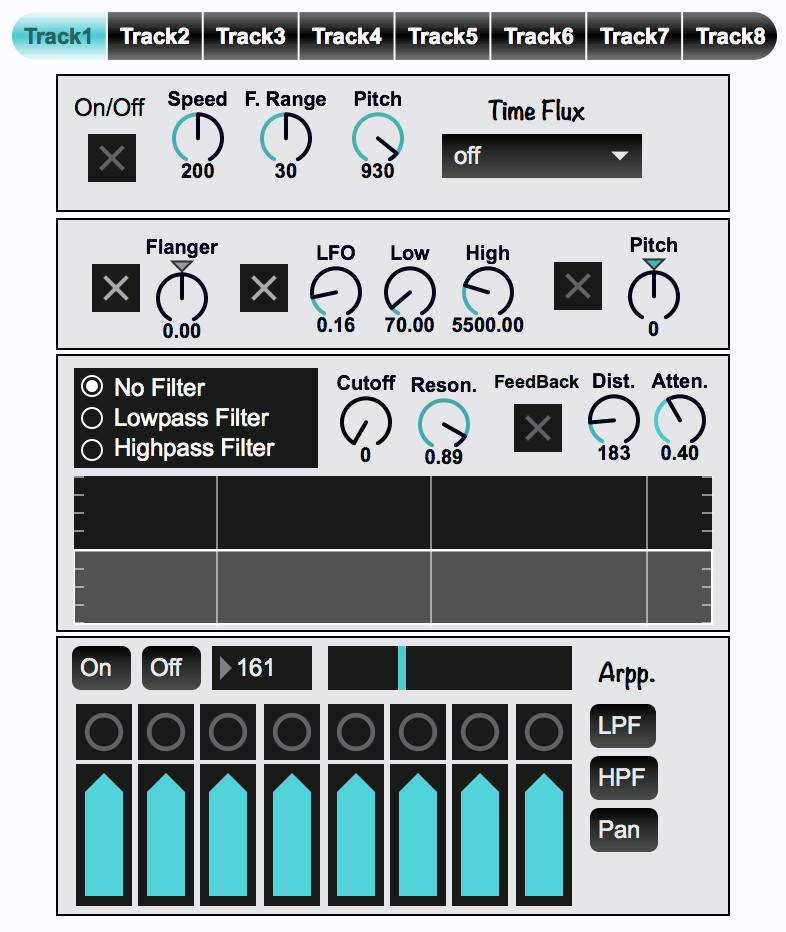 Track1 Track2 Track3 Track4 Track5 Track6 Track7 Track8
On/Off Speed F. Range Pitch Time Flux
200 30 930 off
Flanger LFO Low High Pitch
0.00 0.16 70.00 5500.00 0
No Filter Cutoff Reson. FeedBack Dist. Atten.
Lowpass Filter
Highpass Filter 0 0.89 183 0.40
On Off 161 Arpp.
LPF
HPF
Pan